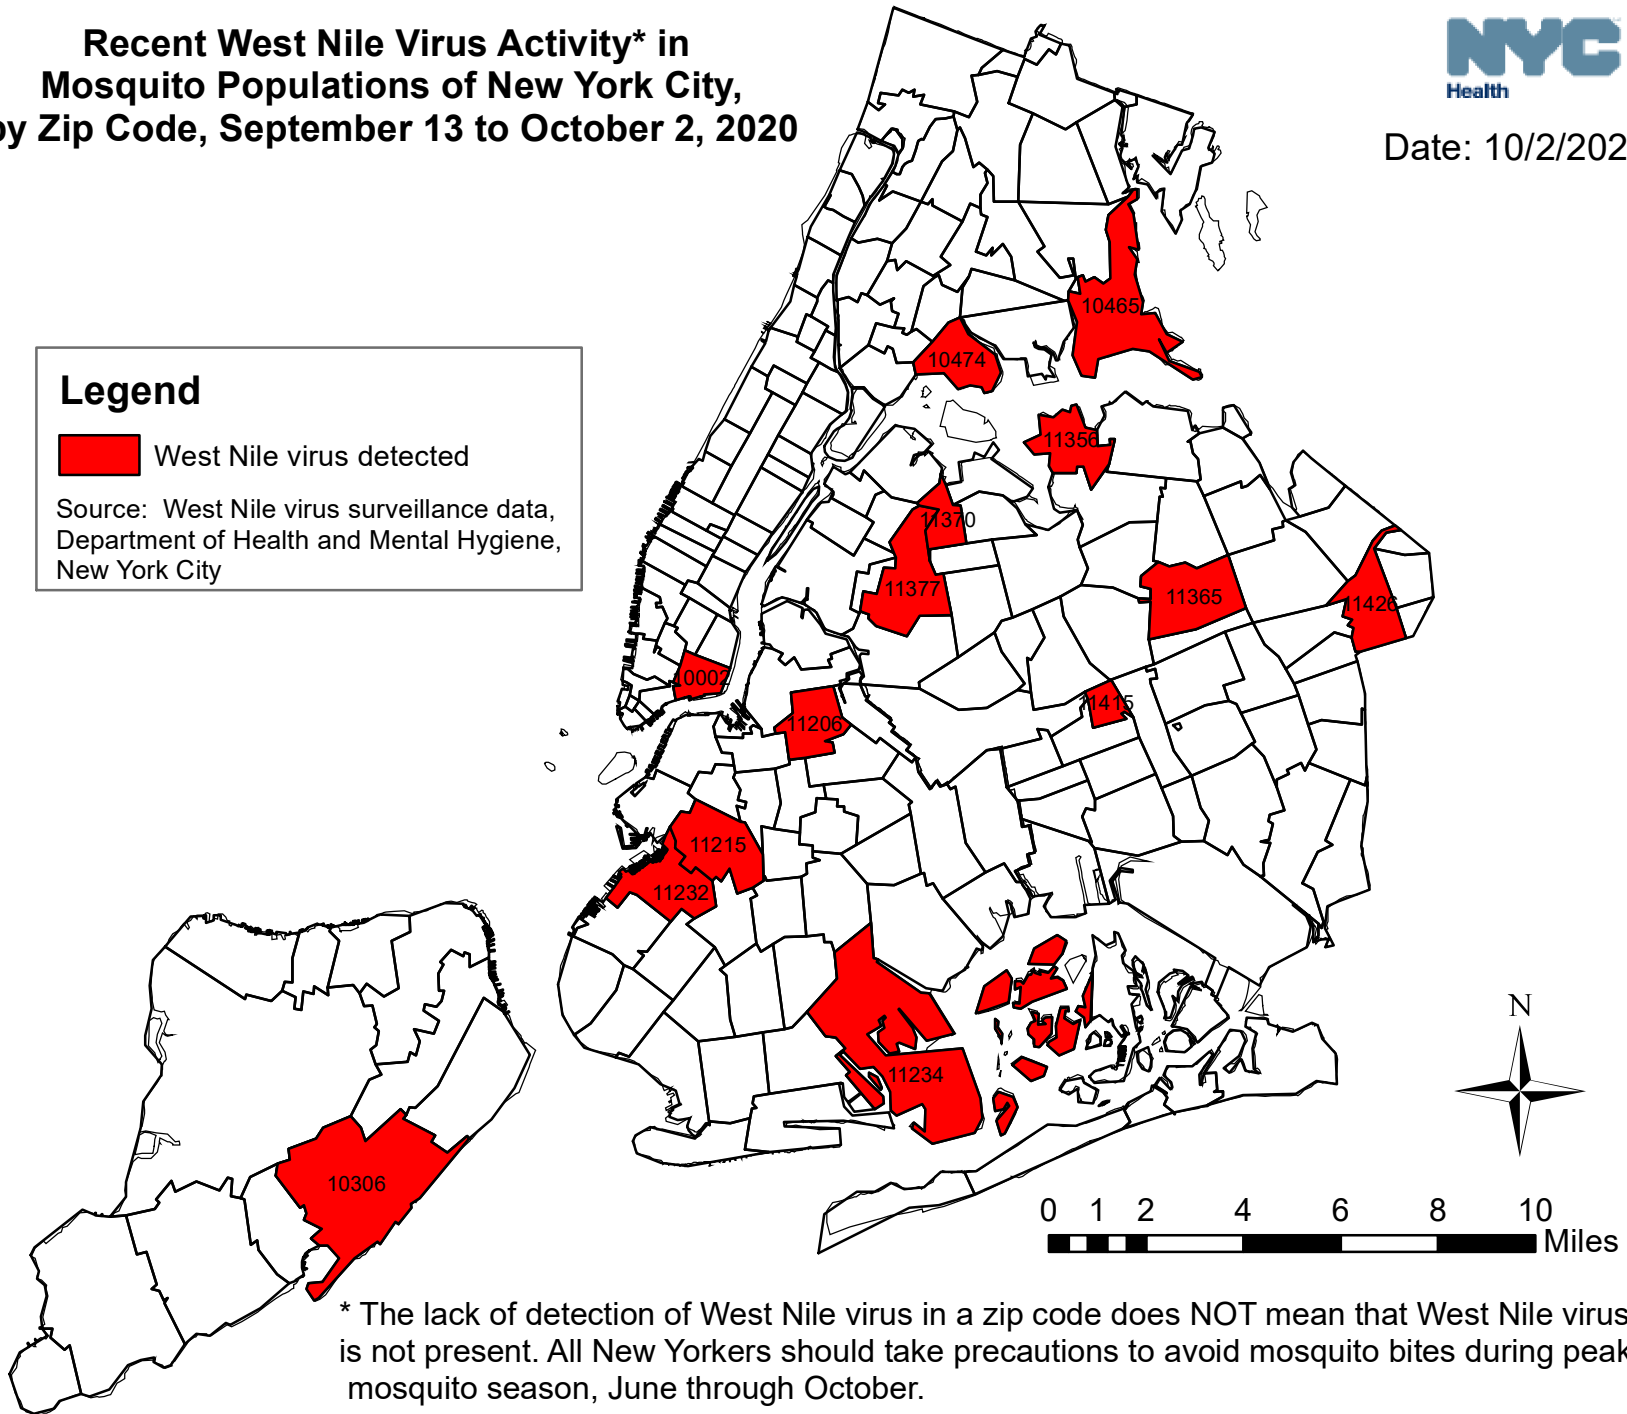 Recent West Nile Virus Activity* in
Mosquito Populations of New York City,
by Zip Code, September 13 to October 2, 2020
NYC
Health
Date: 10/2/202
Legend
West Nile virus detected
Source: West Nile virus surveillance data,
Department of Health and Mental Hygiene,
New York City
10465
10474
11356
11370
11377
11365
11426
10002
11415
11206
11215
11232
11234
10306
N
0 1 2 4 6 8 10
Miles
* The lack of detection of West Nile virus in a zip code does NOT mean that West Nile virus
is not present. All New Yorkers should take precautions to avoid mosquito bites during peak
mosquito season, June through October.